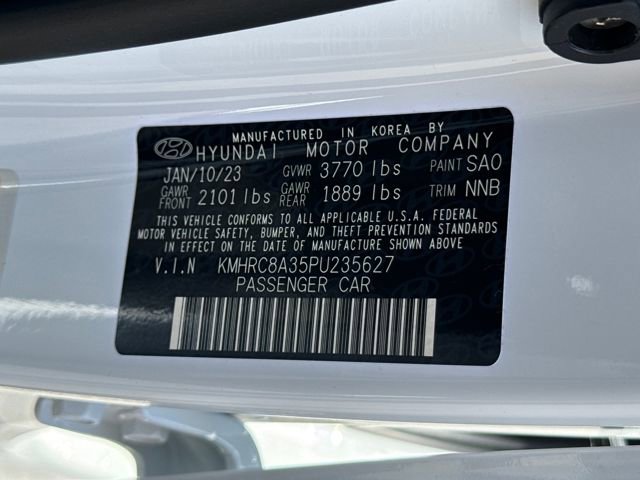 MANUFACTURED IN KOREA BY
HYUNDAI MOTOR COMPANY
JAN/10/23 GVWR 3770 lbs PAINT SAO
GAWR FRONT 2101 lbs GAWR REAR 1889 lbs TRIM NNB
THIS VEHICLE CONFORMS TO ALL APPLICABLE U.S.A. FEDERAL
MOTOR VEHICLE SAFETY, BUMPER, AND THEFT PREVENTION STANDARDS
IN EFFECT ON THE DATE OF MANUFACTURE SHOWN ABOVE
V.I.N KMHRC8A35PU235627
PASSENGER CAR